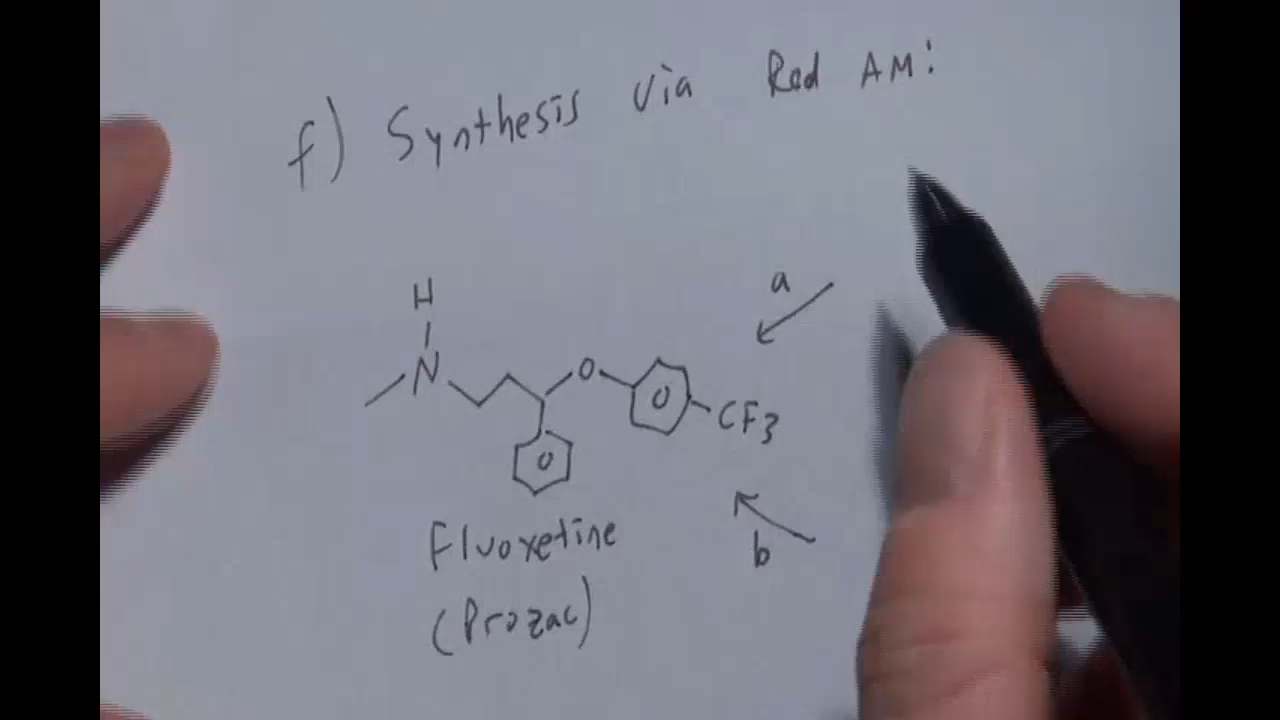 f) Synthesis via Red AM:
a
H
N
O
CF3
Fluoxetine
b
(Prozac)